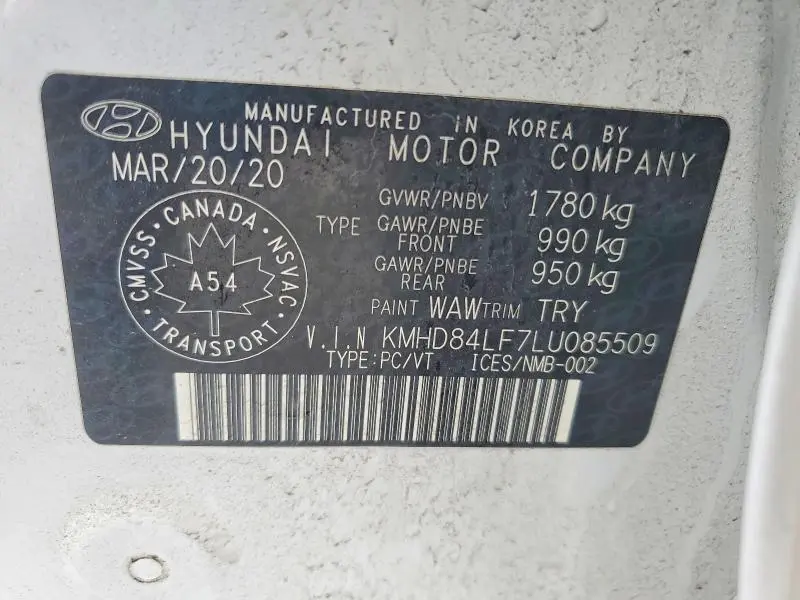 MANUFACTURED IN KOREA BY
HYUNDAI MOTOR COMPANY
MAR/20/20
GVWR/PNBV 1780 kg
TYPE GAWR/PNBE FRONT 990 kg
GAWR/PNBE REAR 950 kg
CMVSS · CANADA · NSVAC · TRANSPORT ·
A54
PAINT WAW TRIM TRY
V.I.N KMHD84LF7LU085509
TYPE:PC/VT ICES/NMB-002